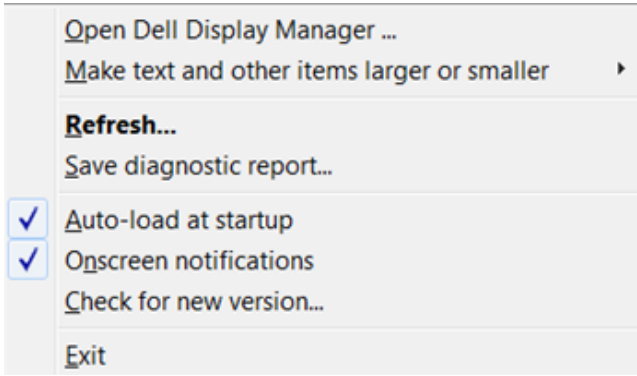 Open Dell Display Manager ...
Make text and other items larger or smaller
Refresh...
Save diagnostic report...
Auto-load at startup
Onscreen notifications
Check for new version...
Exit